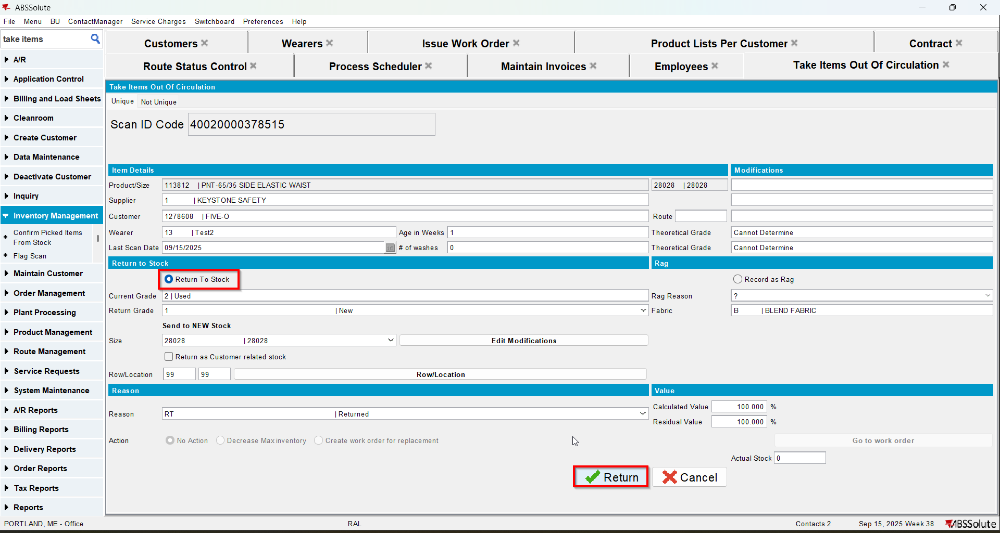 ABSSolute
File Menu BU ContactManager Service Charges Switchboard Preferences Help
take items
Customers Wearers Issue Work Order Product Lists Per Customer Contract
Route Status Control Process Scheduler Maintain Invoices Employees Take Items Out Of Circulation
A/R
Application Control
Billing and Load Sheets
Cleanroom
Create Customer
Data Maintenance
Deactivate Customer
Inquiry
Inventory Management
Confirm Picked Items
From Stock
Flag Scan
Maintain Customer
Order Management
Plant Processing
Product Management
Route Management
Service Requests
System Maintenance
A/R Reports
Billing Reports
Delivery Reports
Order Reports
Tax Reports
Reports
Take Items Out Of Circulation
Unique Not Unique
Scan ID Code 40020000378515
Item Details Modifications
Product/Size 113812 | PNT-65/35 SIDE ELASTIC WAIST 28028 | 28028
Supplier 1 | KEYSTONE SAFETY
Customer 1278608 | FIVE-O Route
Wearer 13 | Test2 Age in Weeks 1 Theoretical Grade Cannot Determine
Last Scan Date 09/15/2025 16 # of washes 0 Theoretical Grade Cannot Determine
Return to Stock Rag
Return To Stock Record as Rag
Current Grade 2 | Used Rag Reason ?
Return Grade 1 | New Fabric B | BLEND FABRIC
Send to NEW Stock
Size 28028 | 28028 Edit Modifications
Return as Customer related stock
Row/Location 99 99 Row/Location
Reason Value
Calculated Value 100.000 %
Reason RT | Returned
Residual Value 100.000 %
Action No Action Decrease Max inventory Create work order for replacement Go to work order
Actual Stock 0
Return Cancel
PORTLAND, ME - Office RAL Contacts 2 Sep 15, 2025 Week 38 ABSSolute